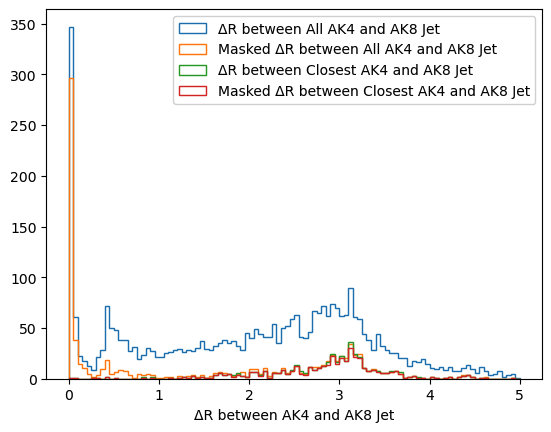 ΔR between All AK4 and AK8 Jet
Masked ΔR between All AK4 and AK8 Jet
ΔR between Closest AK4 and AK8 Jet
Masked ΔR between Closest AK4 and AK8 Jet
350
300
250
200
150
100
50
0
0 1 2 3 4 5
ΔR between AK4 and AK8 Jet